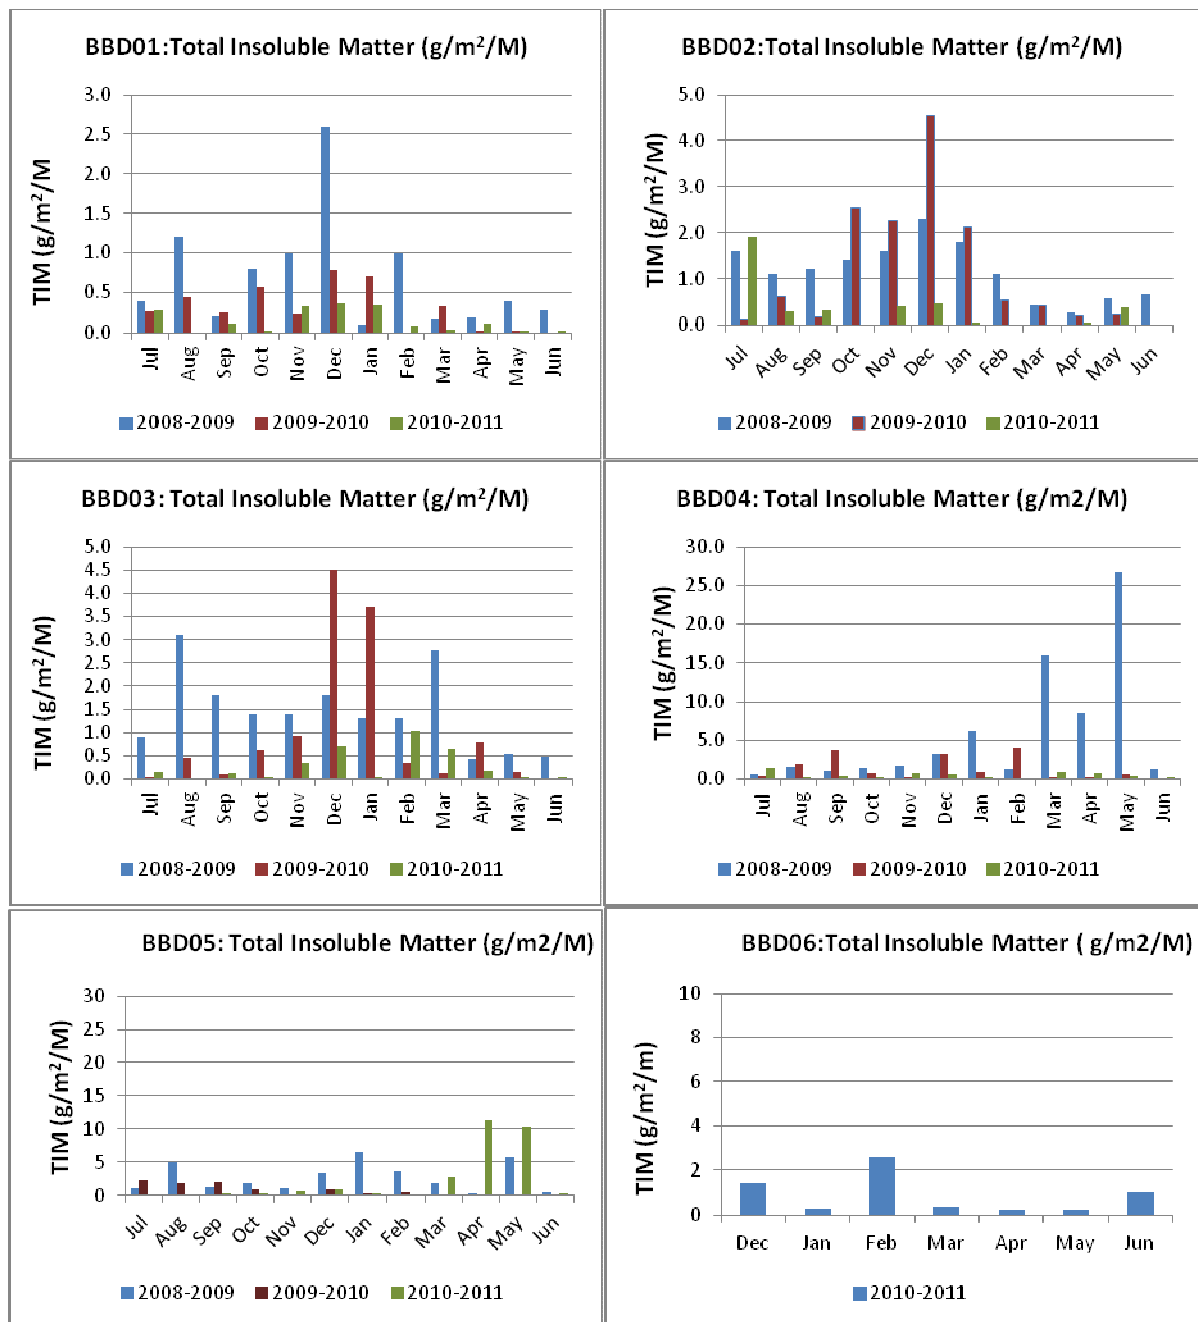 BBD01:Total Insoluble Matter (g/m²/M)
TIM (g/m²/M
3.0
2.5
2.0
1.5
1.0
0.5
0.0
Jul Aug Sep Oct Nov Dec Jan Feb Mar Apr May Jun
2008-2009 2009-2010 2010-2011
BBD02:Total Insoluble Matter (g/m²/M)
TIM (g/m²/M)
5.0
4.0
3.0
2.0
1.0
0.0
Jul Aug Sep Oct Nov Dec Jan Feb Mar Apr May Jun
2008-2009 2009-2010 2010-2011
BBD03: Total Insoluble Matter (g/m²/M)
TIM (g/m²/M)
5.0
4.5
4.0
3.5
3.0
2.5
2.0
1.5
1.0
0.5
0.0
Jul Aug Sep Oct Nov Dec Jan Feb Mar Apr May Jun
2008-2009 2009-2010 2010-2011
BBD04: Total Insoluble Matter (g/m2/M)
TIM (g/m²/M)
30.0
25.0
20.0
15.0
10.0
5.0
0.0
Jul Aug Sep Oct Nov Dec Jan Feb Mar Apr May Jun
2008-2009 2009-2010 2010-2011
BBD05: Total Insoluble Matter (g/m2/M)
TIM (g/m²/M)
30
25
20
15
10
5
0
Jul Aug Sep Oct Nov Dec Jan Feb Mar Apr May Jun
2008-2009 2009-2010 2010-2011
BBD06:Total Insoluble Matter ( g/m2/M)
TIM (g/m²/m)
10
8
6
4
2
0
Dec Jan Feb Mar Apr May Jun
2010-2011